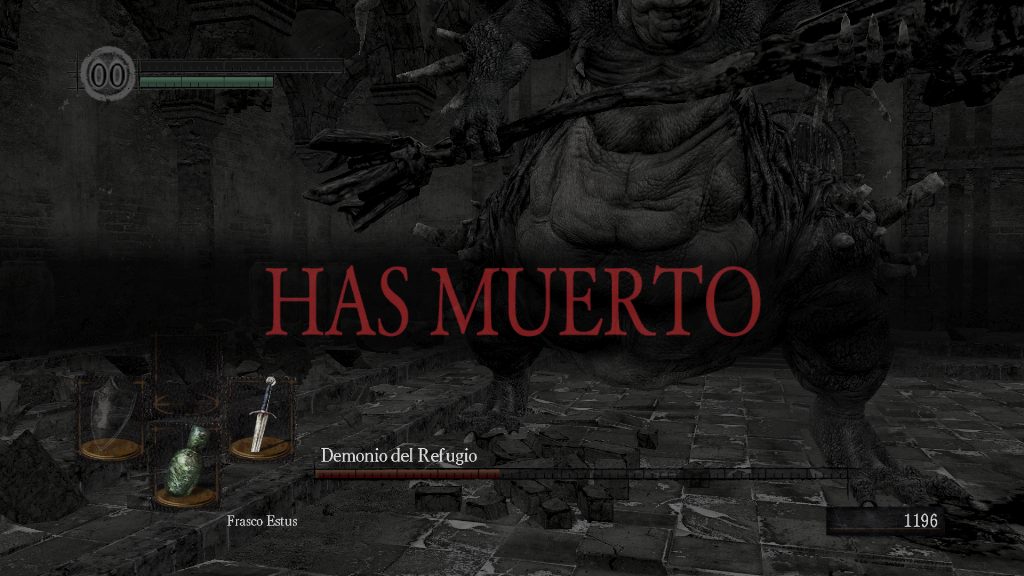 00
HAS MUERTO
Demonio del Refugio
Frasco Estus
1196